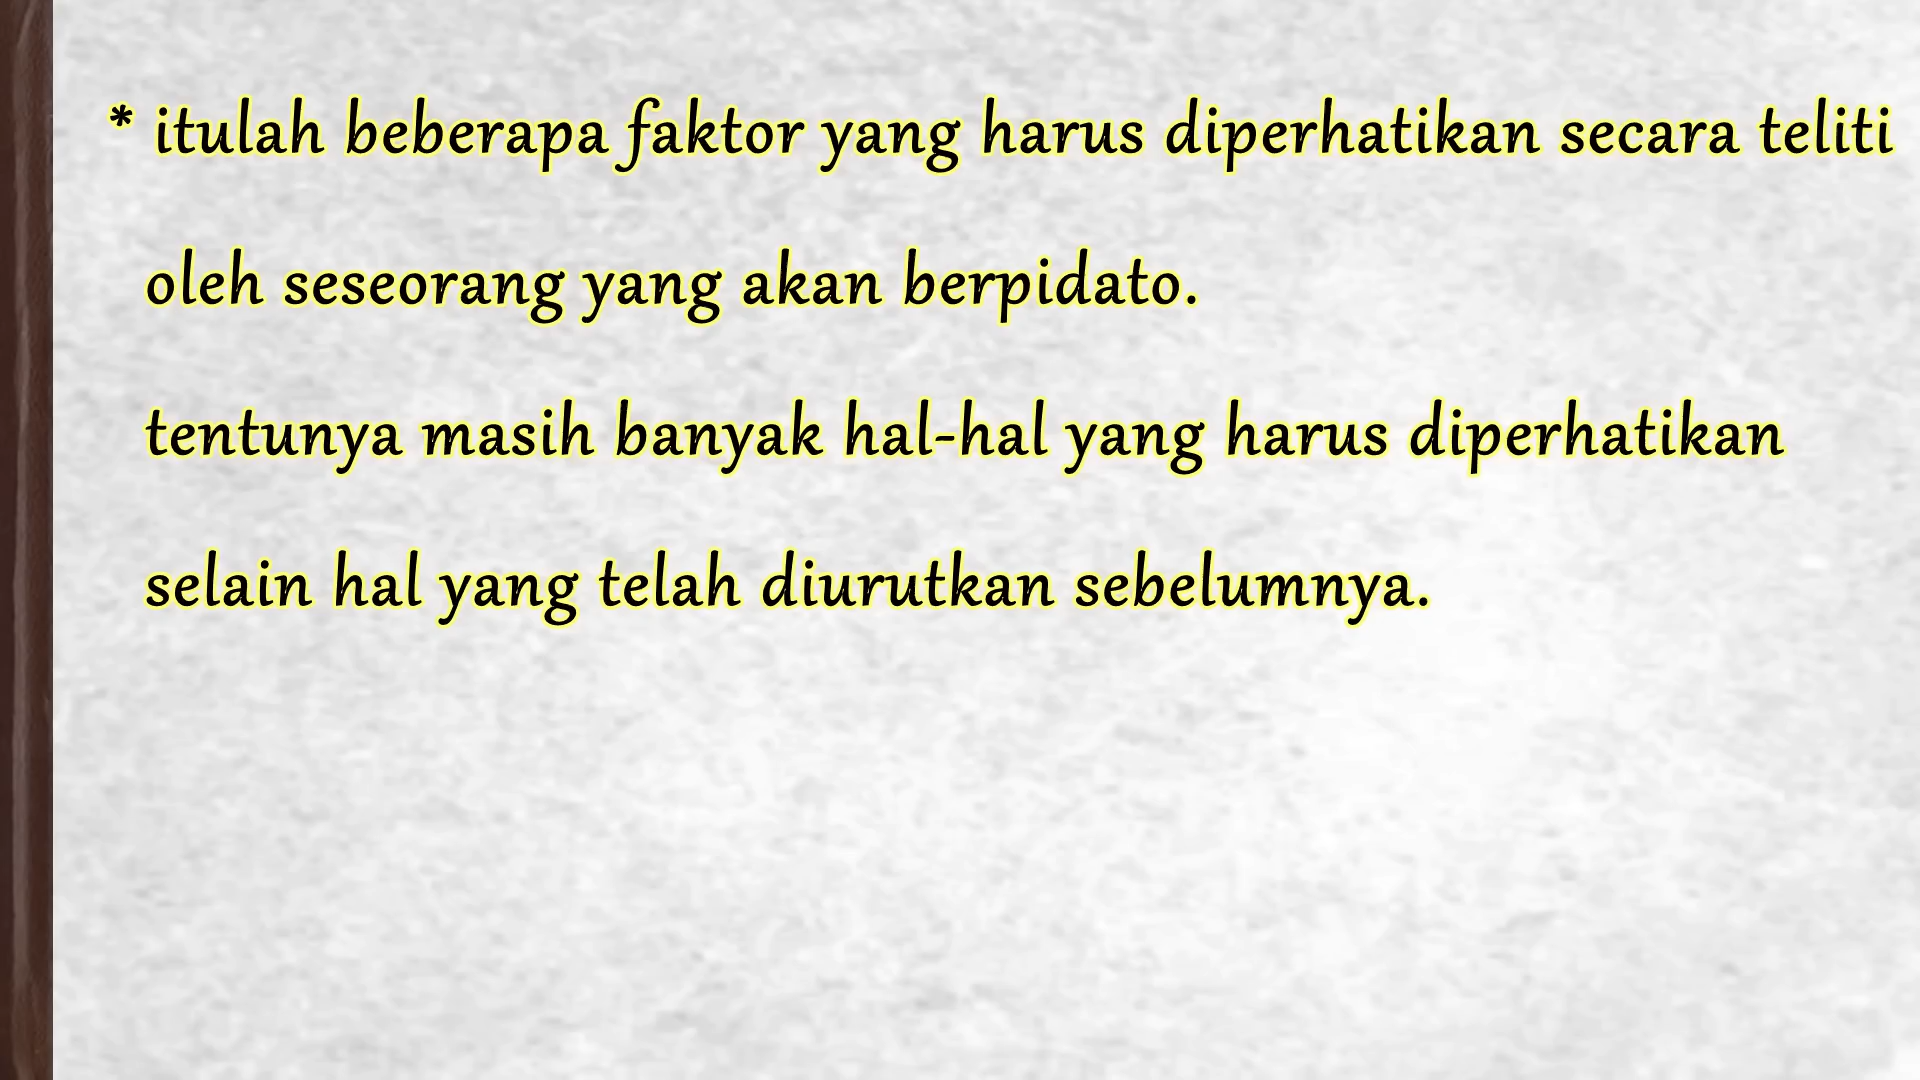 * itulah beberapa faktor yang harus diperhatikan secara teliti
oleh seseorang yang akan berpidato.
tentunya masih banyak hal-hal yang harus diperhatikan
selain hal yang telah diurutkan sebelumnya.